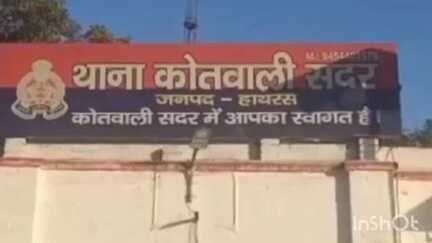 थाना कोतवाली सदर
जनपद - हाथरस
कोतवाली सदर में आपका स्वागत है।
InShOt